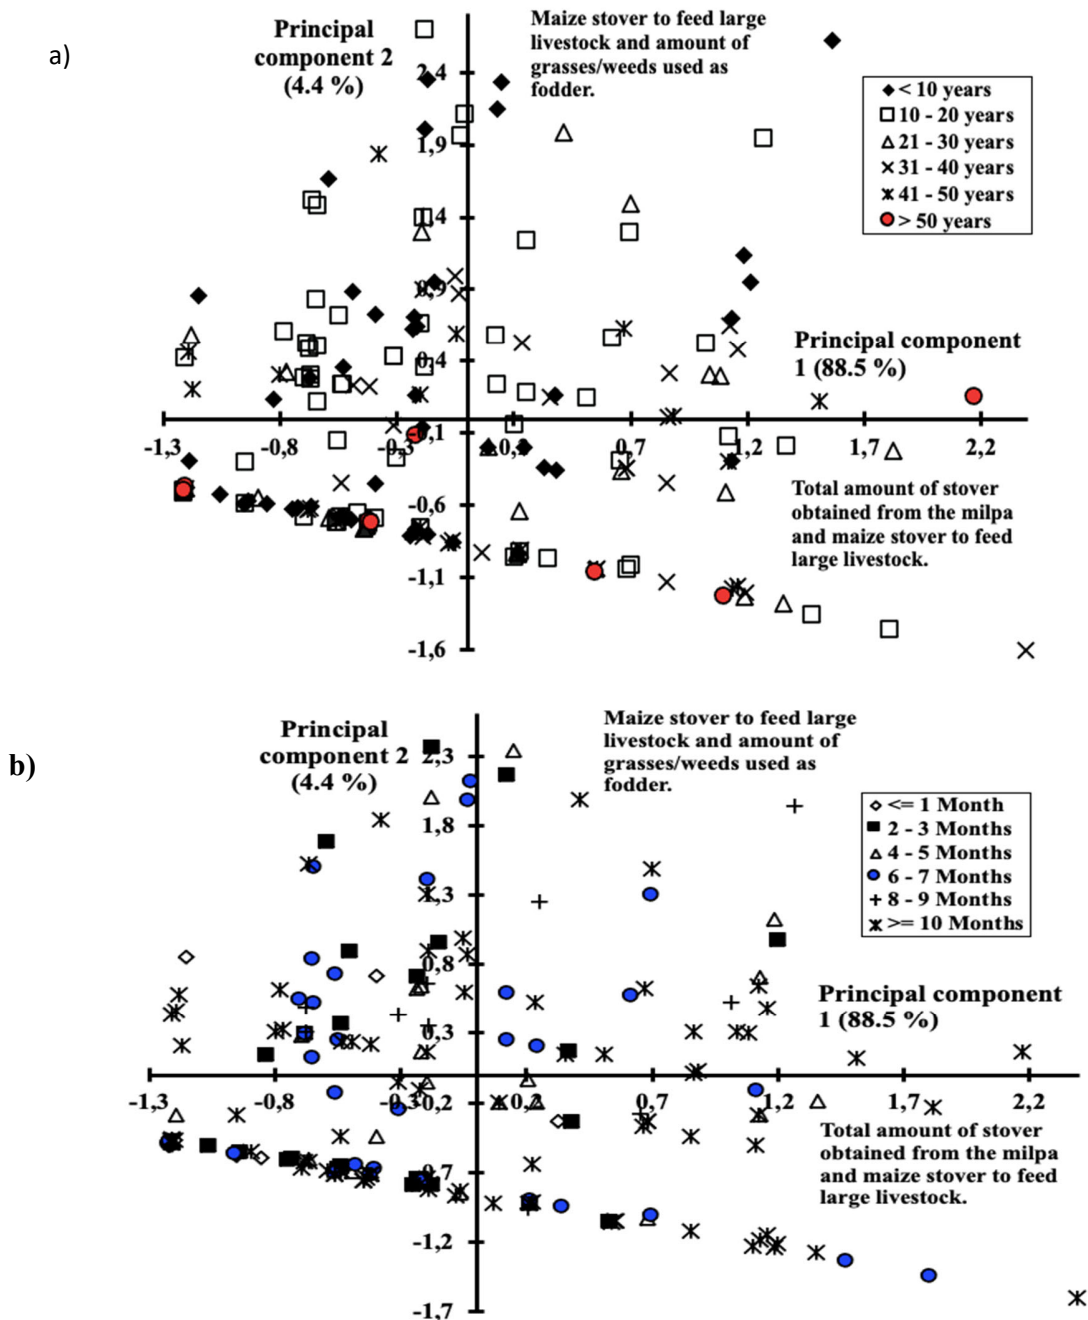 a)
Principal
component 2
(4.4 %)
Maize stover to feed large
livestock and amount of
grasses/weeds used as
fodder.
< 10 years
10 - 20 years
21 - 30 years
31 - 40 years
41 - 50 years
> 50 years
2,4
1,9
,4
0,9
0,4
-0,1
-0,6
-1,1
-1,6
-1,3
-0,8
-0,3
0,3
0,7
1,2
1,7
2,2
Principal component
1 (88.5 %)
Total amount of stover
obtained from the milpa
and maize stover to feed
large livestock.
b)
Principal
component 2
(4.4 %)
Maize stover to feed large
livestock and amount of
grasses/weeds used as
fodder.
<= 1 Month
2 - 3 Months
4 - 5 Months
6 - 7 Months
8 - 9 Months
>= 10 Months
2,3
1,8
1,3
0,8
0,3
-0,2
-0,7
-1,2
-1,7
-1,3
-0,8
-0,3
0,3
0,7
1,2
1,7
2,2
Principal component
1 (88.5 %)
Total amount of stover
obtained from the milpa
and maize stover to feed
large livestock.